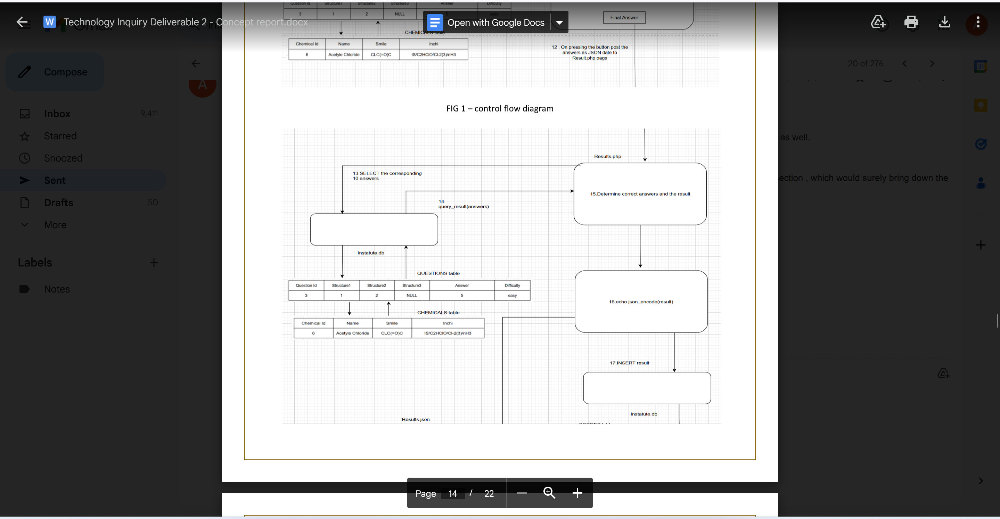 Question Id Structure1 Structure2 Structure3 Answer Difficulty
3 1 2 NULL 5 easy
Technology Inquiry Deliverable 2 - Concept report.docx
Open with Google Docs
Final Answer
CHEMICALS table
Chemical Id Name Smile Inchi
6 Acetyle Chloride CLC(=O)C IS/C2HClO/Cl-2(3)/nH3
12 . On pressing the button post the
answers as JSON date to
Result.php page
Compose
A
20 of 276
31
Inbox 9,411
Starred
Snoozed
Sent
Drafts 50
More
Labels
Notes
FIG 1 – control flow diagram
as well.
ection , which would surely bring down the
Results.php
13.SELECT the corresponding
10 answers
15.Determine correct answers and the result
14.
query_result(answers)
Instatute.db
QUESTIONS table
Question Id Structure1 Structure2 Structure3 Answer Difficulty
3 1 2 NULL 5 easy
16.echo json_encode(result)
CHEMICALS table
Chemical Id Name Smile Inchi
6 Acetyle Chloride CLC(=O)C IS/C2HClO/Cl-2(3)/nH3
17.INSERT result
Instatute.db
Results.json
Page 14 / 22